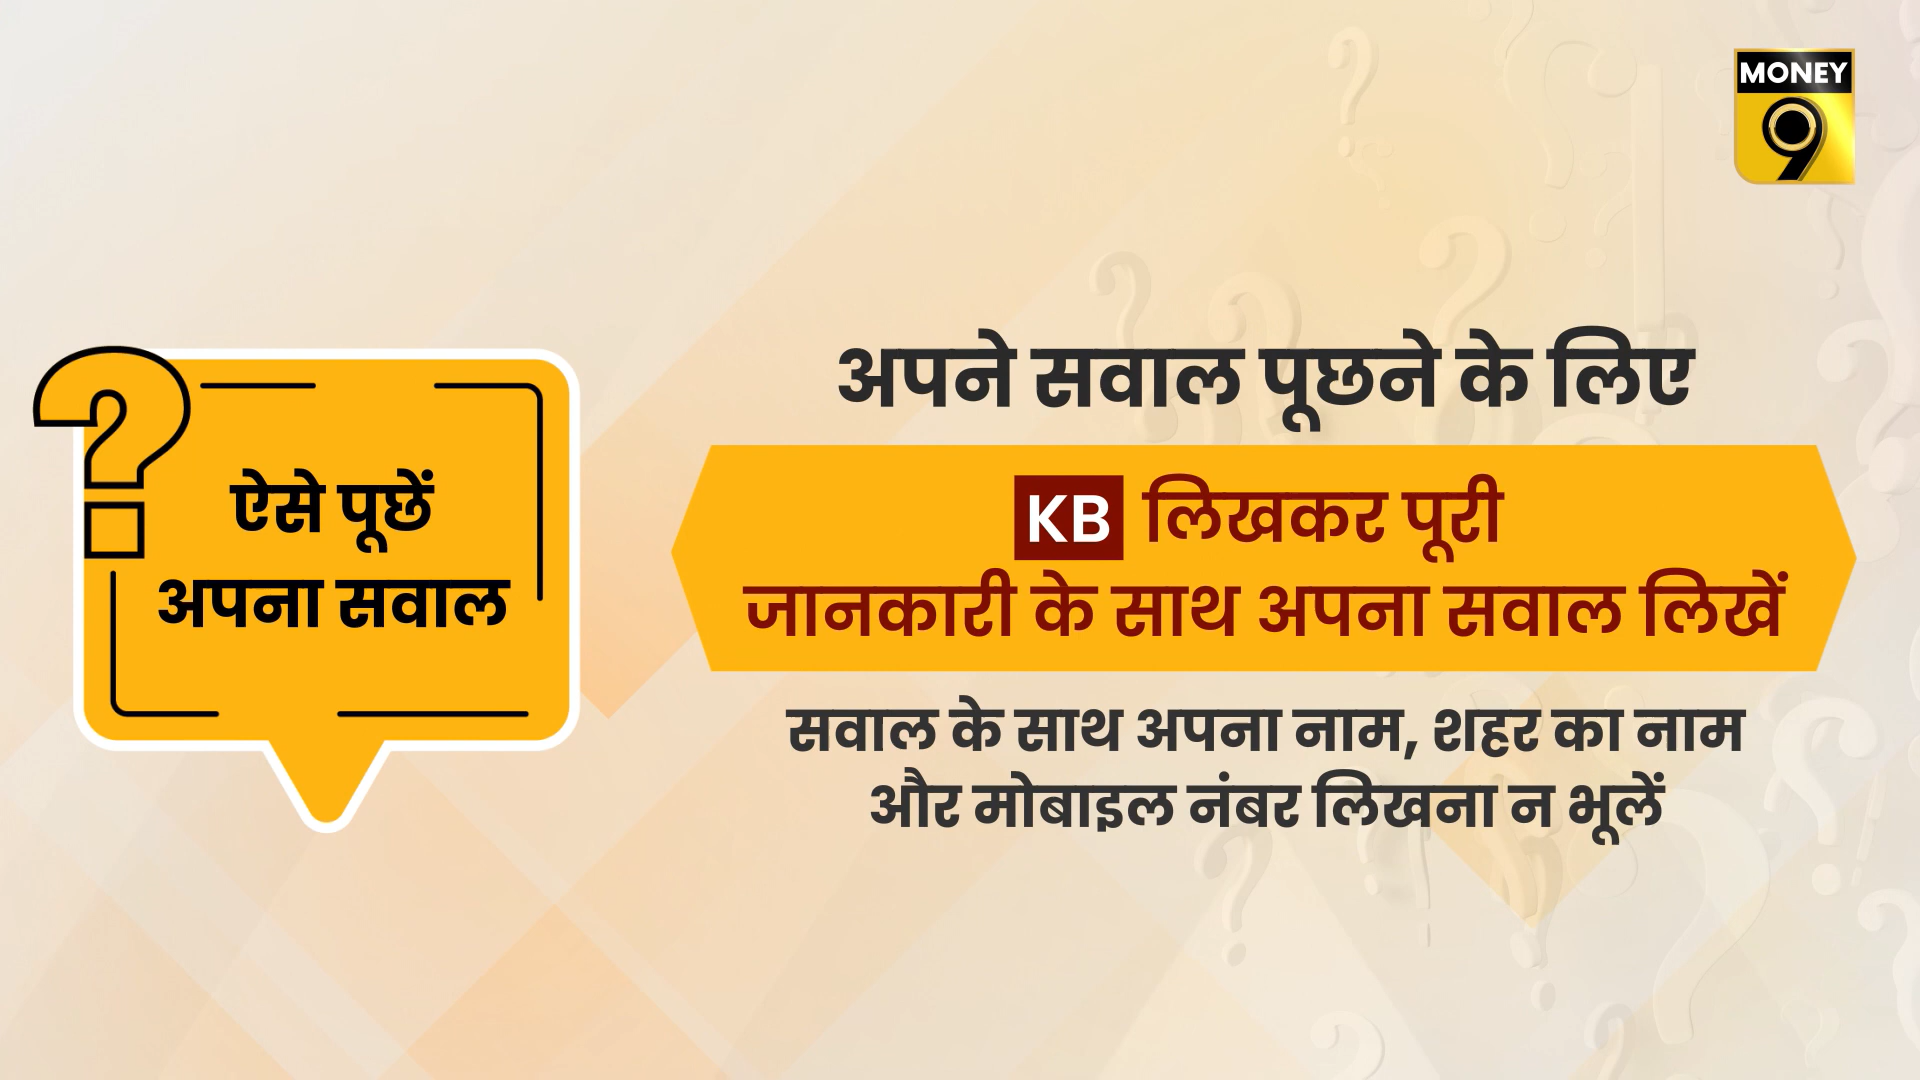 MONEY
9
ऐसे पूछें
अपना सवाल
अपने सवाल पूछने के लिए
KB लिखकर पूरी
जानकारी के साथ अपना सवाल लिखें
सवाल के साथ अपना नाम, शहर का नाम
और मोबाइल नंबर लिखना न भूलें